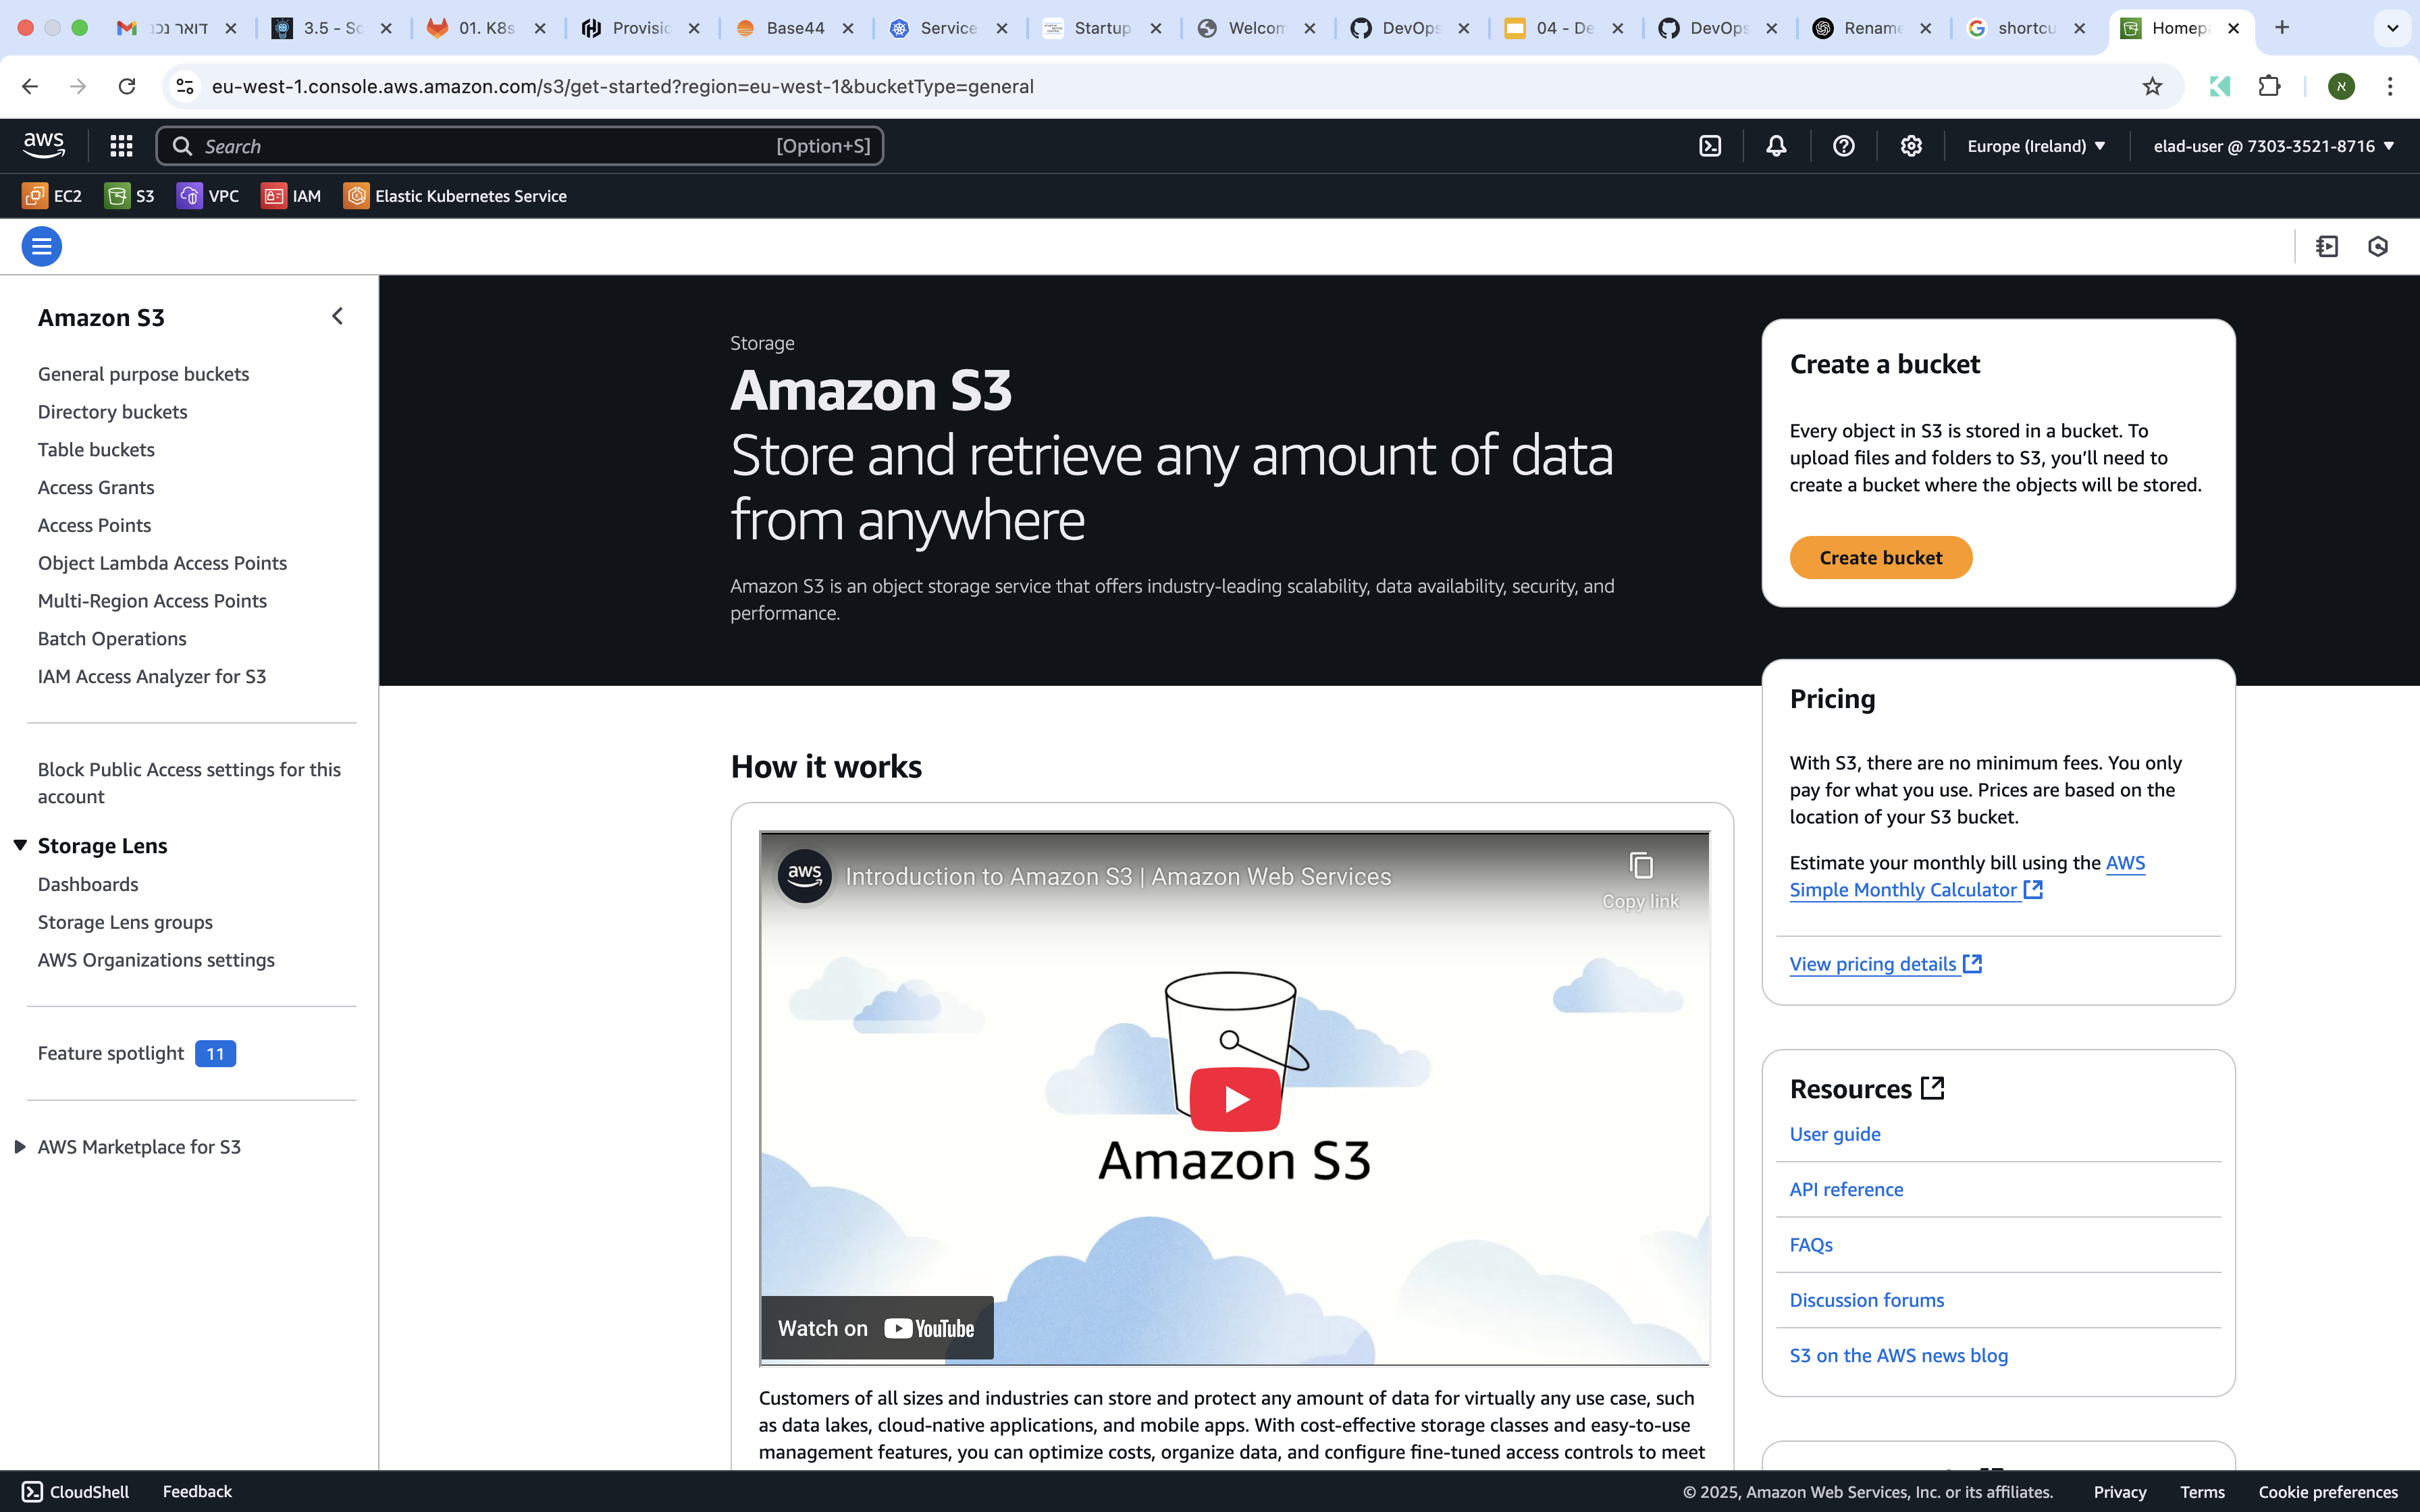 דואר נכנ
3.5 - Sc
01. K8s
Provisic
Base44
Service
Startup
Welcom
DevOps
04 - De
DevOps
Rename
shortcu
Homepa
eu-west-1.console.aws.amazon.com/s3/get-started?region=eu-west-1&bucketType=general
א
aws
Search
[Option+S]
Europe (Ireland)
elad-user @ 7303-3521-8716
EC2
S3
VPC
IAM
Elastic Kubernetes Service
Amazon S3
General purpose buckets
Directory buckets
Table buckets
Access Grants
Access Points
Object Lambda Access Points
Multi-Region Access Points
Batch Operations
IAM Access Analyzer for S3
Block Public Access settings for this
account
Storage Lens
Dashboards
Storage Lens groups
AWS Organizations settings
Feature spotlight 11
AWS Marketplace for S3
Storage
Amazon S3
Store and retrieve any amount of data
from anywhere
Amazon S3 is an object storage service that offers industry-leading scalability, data availability, security, and
performance.
How it works
aws
Introduction to Amazon S3 | Amazon Web Services
Copy link
Amazon S3
Watch on YouTube
Customers of all sizes and industries can store and protect any amount of data for virtually any use case, such
as data lakes, cloud-native applications, and mobile apps. With cost-effective storage classes and easy-to-use
management features, you can optimize costs, organize data, and configure fine-tuned access controls to meet
Create a bucket
Every object in S3 is stored in a bucket. To
upload files and folders to S3, you’ll need to
create a bucket where the objects will be stored.
Create bucket
Pricing
With S3, there are no minimum fees. You only
pay for what you use. Prices are based on the
location of your S3 bucket.
Estimate your monthly bill using the AWS
Simple Monthly Calculator
View pricing details
Resources
User guide
API reference
FAQs
Discussion forums
S3 on the AWS news blog
CloudShell
Feedback
© 2025, Amazon Web Services, Inc. or its affiliates.
Privacy
Terms
Cookie preferences